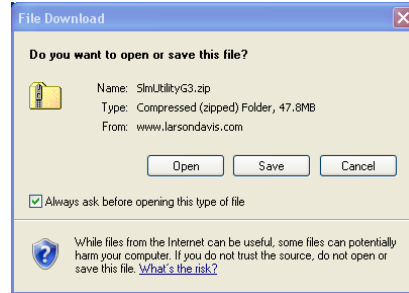 File Download
Do you want to open or save this file?
Name: SlmUtilityG3.zip
Type: Compressed (zipped) Folder, 47.8MB
From: www.larsondavis.com
Open Save Cancel
Always ask before opening this type of file
While files from the Internet can be useful, some files can potentially
harm your computer. If you do not trust the source, do not open or
save this file. What's the risk?